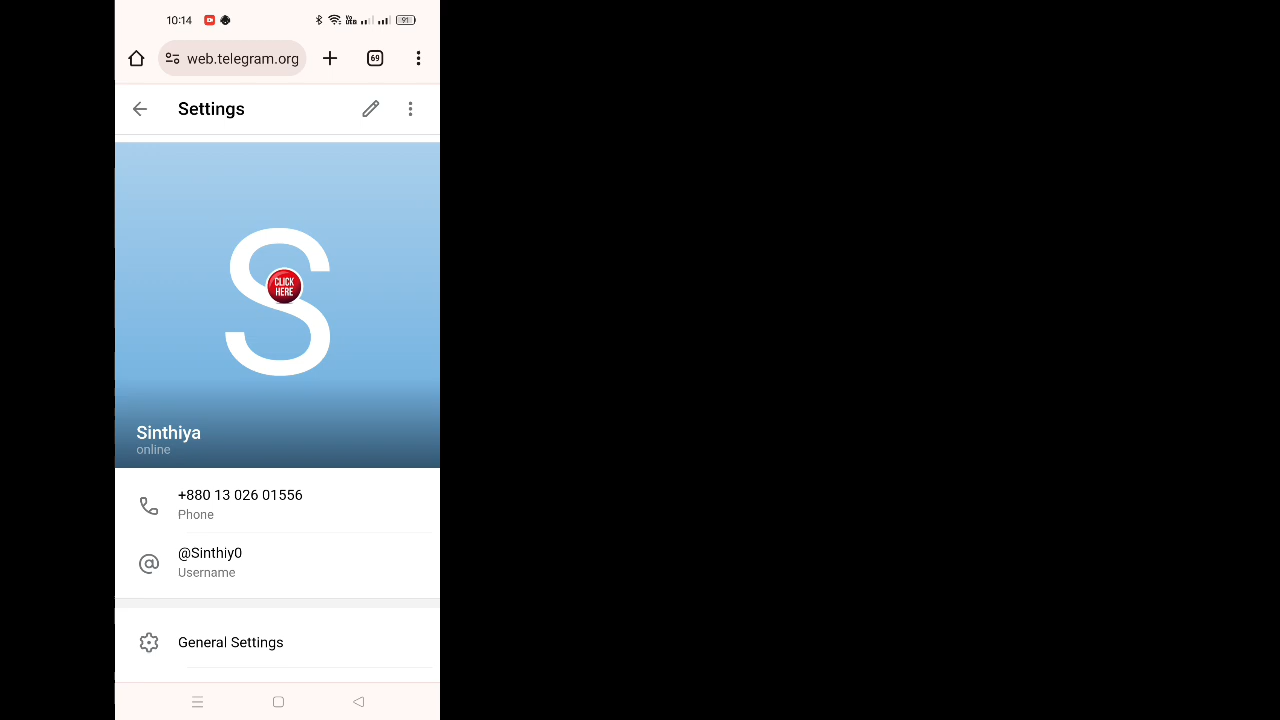 10:14
91
web.telegram.org
69
Settings
S
CLICK
HERE
Sinthiya
online
+880 13 026 01556
Phone
@Sinthiy0
Username
General Settings